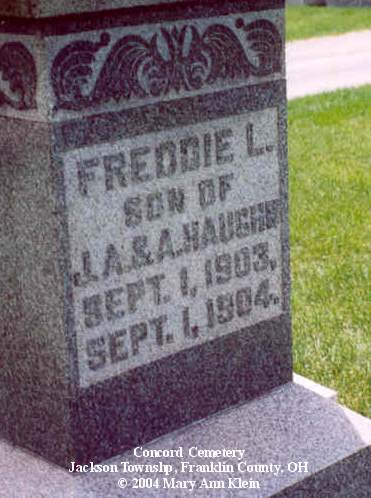 FREDDIE L.
SON OF
J.A.&A.HAUGHN
SEPT. 1, 1903,
SEPT. 1, 1904.
Concord Cemetery
Jackson Townshp, Franklin County, OH
© 2004 Mary Ann Klein